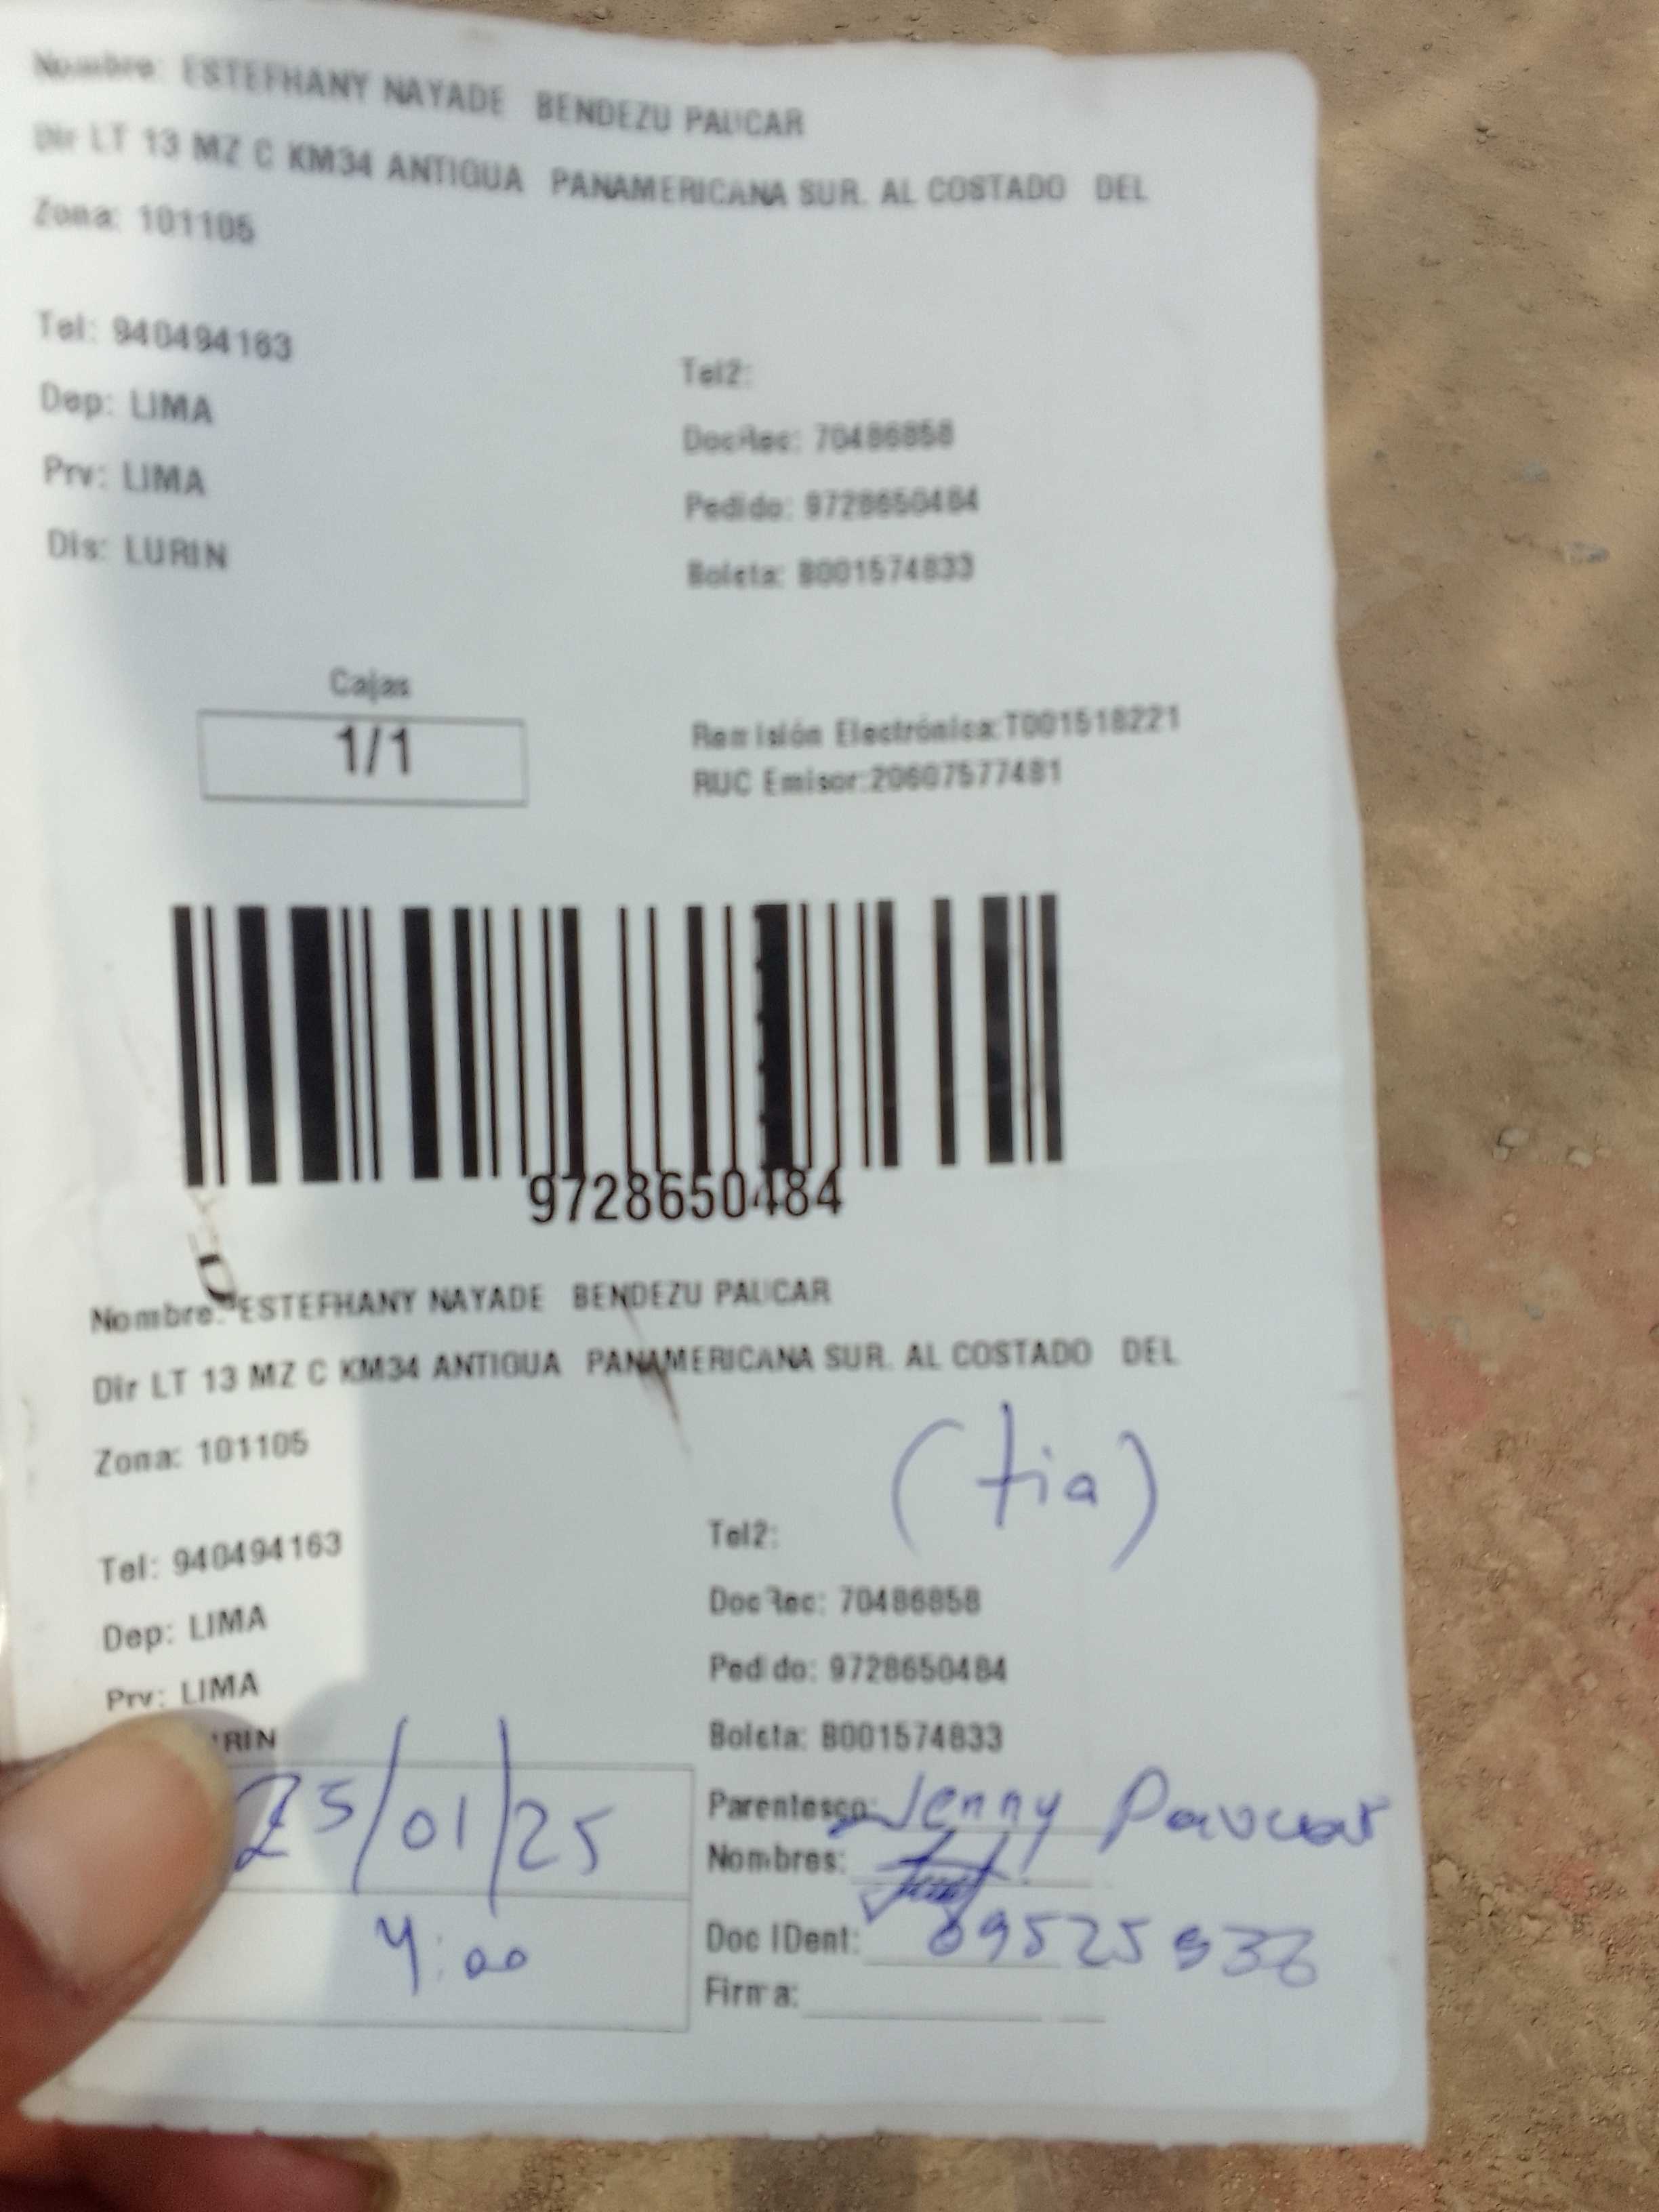 Nombre: ESTEFHANY NAYADE BENDEZU PAUCAR
Dir LT 13 MZ C KM34 ANTIGUA PANAMERICANA SUR. AL COSTADO DEL
Zona: 101105
Tel: 940494163
Tel2:
Dep: LIMA
DocRec: 70486858
Prv: LIMA
Pedido: 9728650484
Dis: LURIN
Boleta: B001574833
Cajas
1/1
Remisión Electrónica:T001518221
RUC Emisor:20607577481
9728650484
Nombre: ESTEFHANY NAYADE BENDEZU PAUCAR
Dir LT 13 MZ C KM34 ANTIGUA PANAMERICANA SUR. AL COSTADO DEL
Zona: 101105
(tia)
Tel: 940494163
Tel2:
Dep: LIMA
DocRec: 70486858
Prv: LIMA
Pedido: 9728650484
URIN
Boleta: B001574833
25/01/25
Parentesco: Jenny Paucar
Nombres:
4:00
Doc IDent:
Firma: